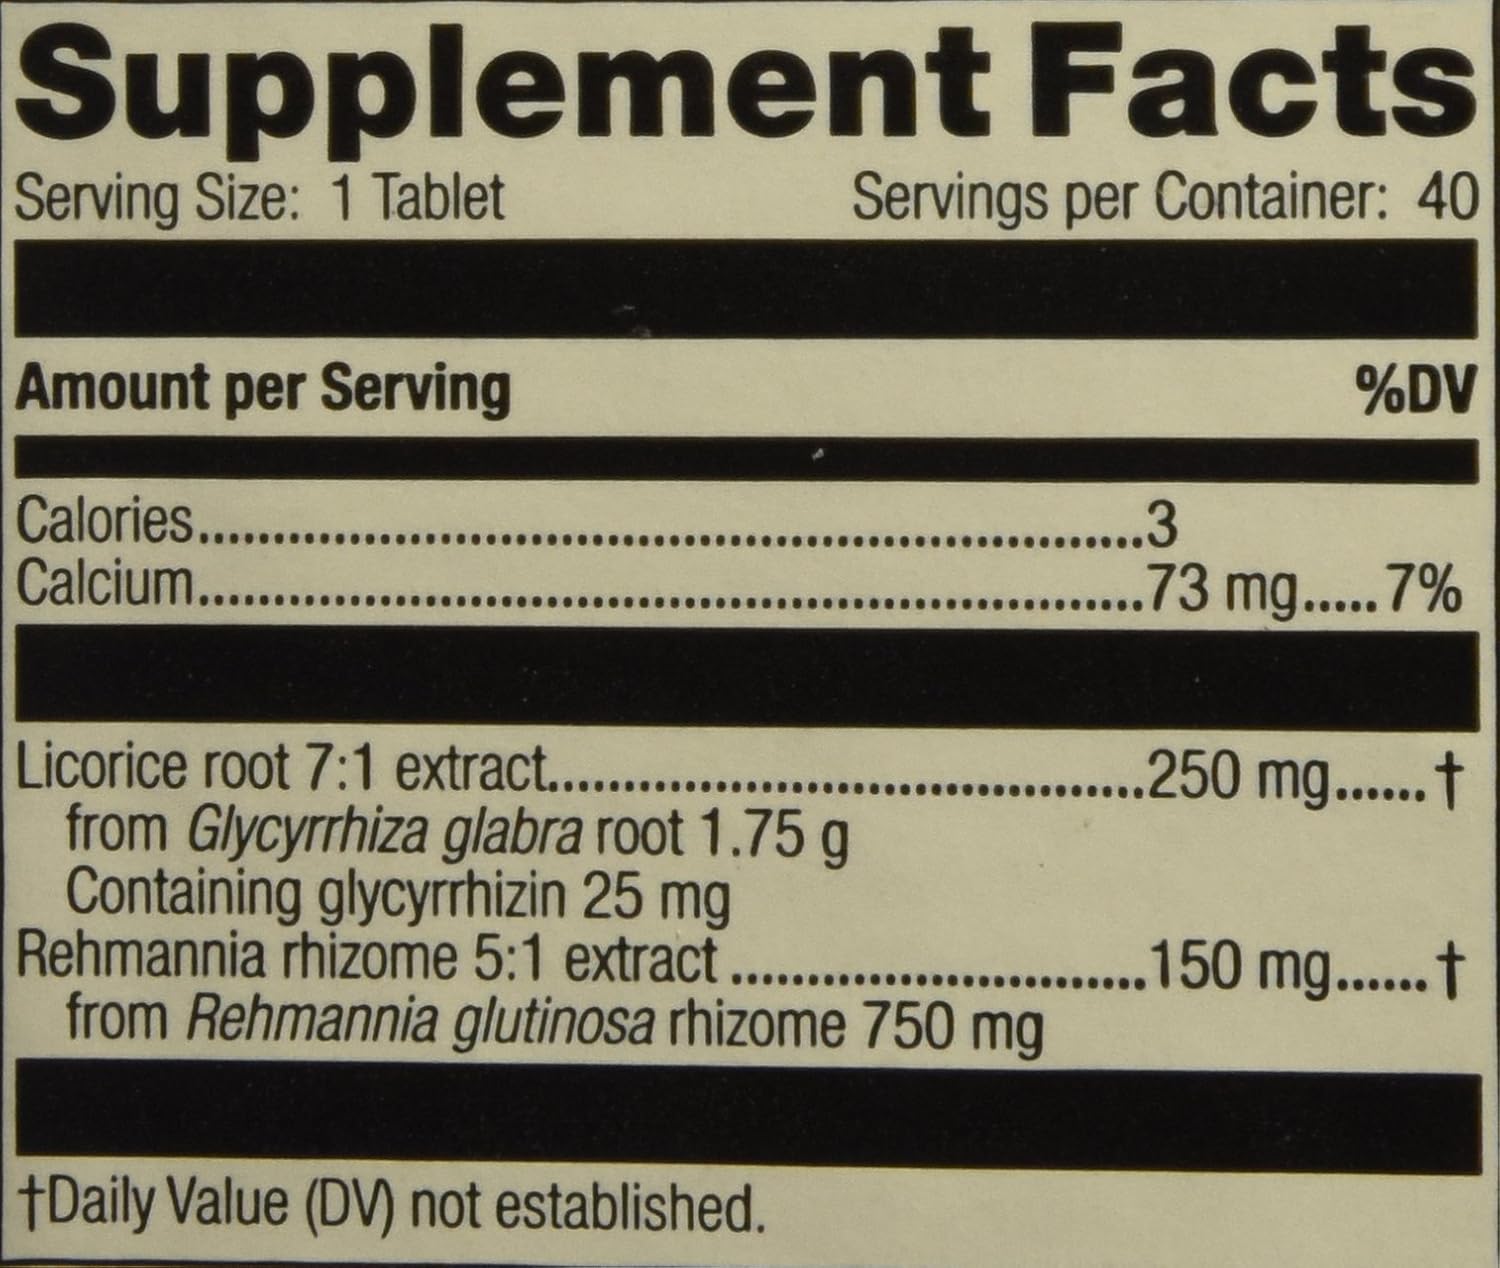 Supplement Facts
Serving Size: 1 Tablet Servings per Container: 40
Amount per Serving %DV
Calories.................................................................3
Calcium.................................................................73 mg.....7%
Licorice root 7:1 extract.........................................250 mg......†
from Glycyrrhiza glabra root 1.75 g
Containing glycyrrhizin 25 mg
Rehmannia rhizome 5:1 extract ............................150 mg......†
from Rehmannia glutinosa rhizome 750 mg
†Daily Value (DV) not established.